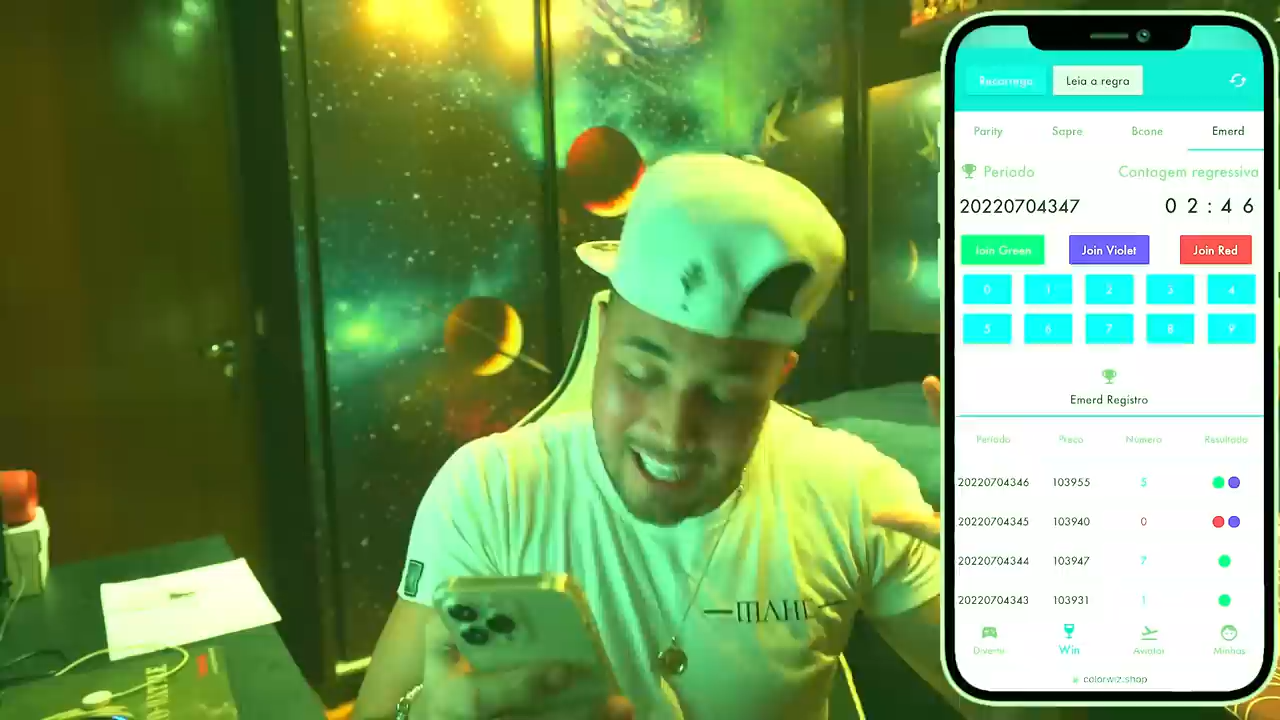 Recarrega Leia a regra
Parity Sapre Bcone Emerd
Período Contagem regressiva
20220704347 0 2 : 4 6
Join Green Join Violet Join Red
0 1 2 3 4
5 6 7 8 9
Emerd Registro
Período Preço Número Resultado
20220704346 103955 5
20220704345 103940 0
20220704344 103947 7
20220704343 103931 1
Diverte Win Aviator Minhas
colorwiz.shop